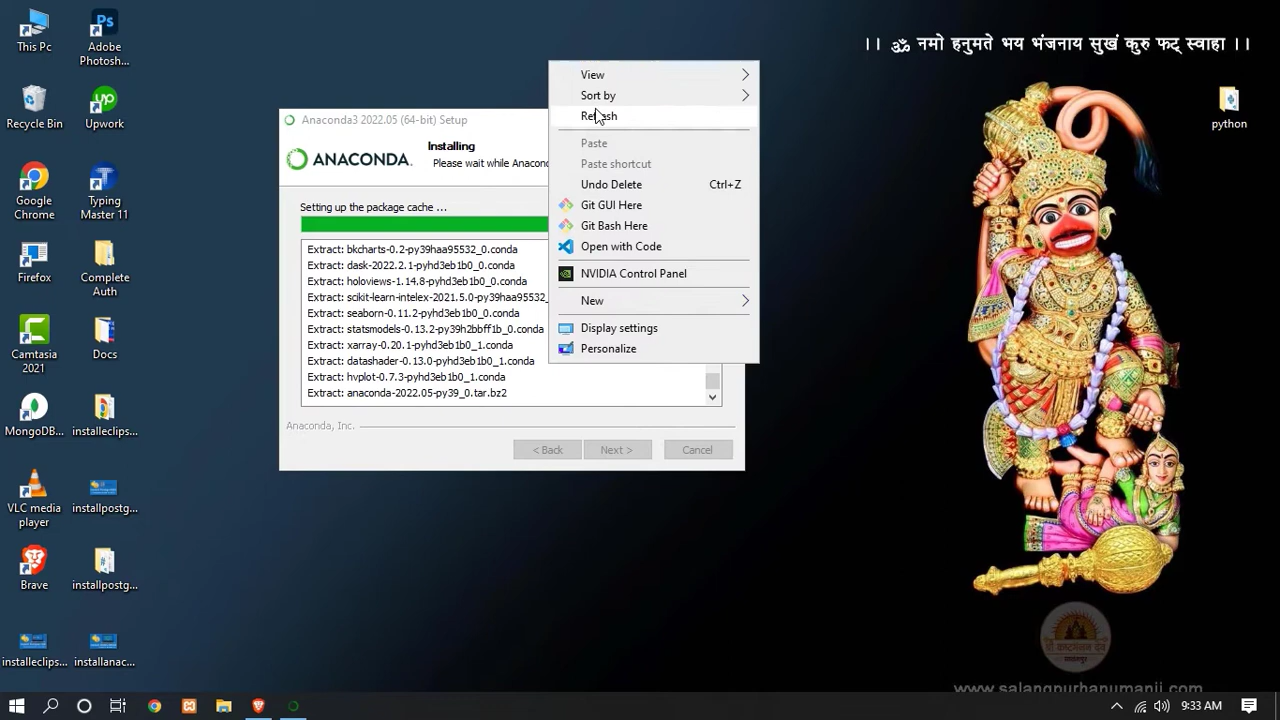 This Pc
Adobe
Photosh...
Recycle Bin
Upwork
Google
Chrome
Typing
Master 11
Firefox
Complete
Auth
Camtasia
2021
Docs
MongoDB...
installeclips...
VLC media
player
installpostg...
Brave
installpostg...
installeclips...
installanac...
Anaconda3 2022.05 (64-bit) Setup
ANACONDA.
Installing
Please wait while Anacon
Setting up the package cache ...
Extract: bkcharts-0.2-py39haa95532_0.conda
Extract: dask-2022.2.1-pyhd3eb1b0_0.conda
Extract: holoviews-1.14.8-pyhd3eb1b0_0.conda
Extract: scikit-learn-intelex-2021.5.0-py39haa95532_
Extract: seaborn-0.11.2-pyhd3eb1b0_0.conda
Extract: statsmodels-0.13.2-py39h2bbff1b_0.conda
Extract: xarray-0.20.1-pyhd3eb1b0_1.conda
Extract: datashader-0.13.0-pyhd3eb1b0_1.conda
Extract: hvplot-0.7.3-pyhd3eb1b0_1.conda
Extract: anaconda-2022.05-py39_0.tar.bz2
Anaconda, Inc.
< Back
Next >
Cancel
View
Sort by
Refresh
Paste
Paste shortcut
Undo Delete Ctrl+Z
Git GUI Here
Git Bash Here
Open with Code
NVIDIA Control Panel
New
Display settings
Personalize
।। ॐ नमो हनुमते भय भंजनाय सुखं कुरु फट् स्वाहा ।।
python
www.salangpurhanumanji.com
9:33 AM